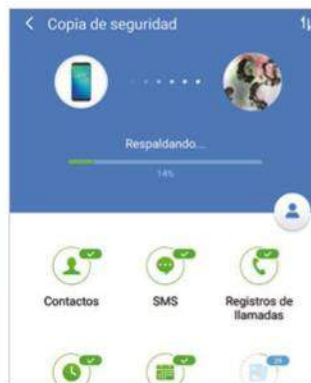 Copia de seguridad
Respaldando...
14%
Contactos
SMS
Registros de
llamadas